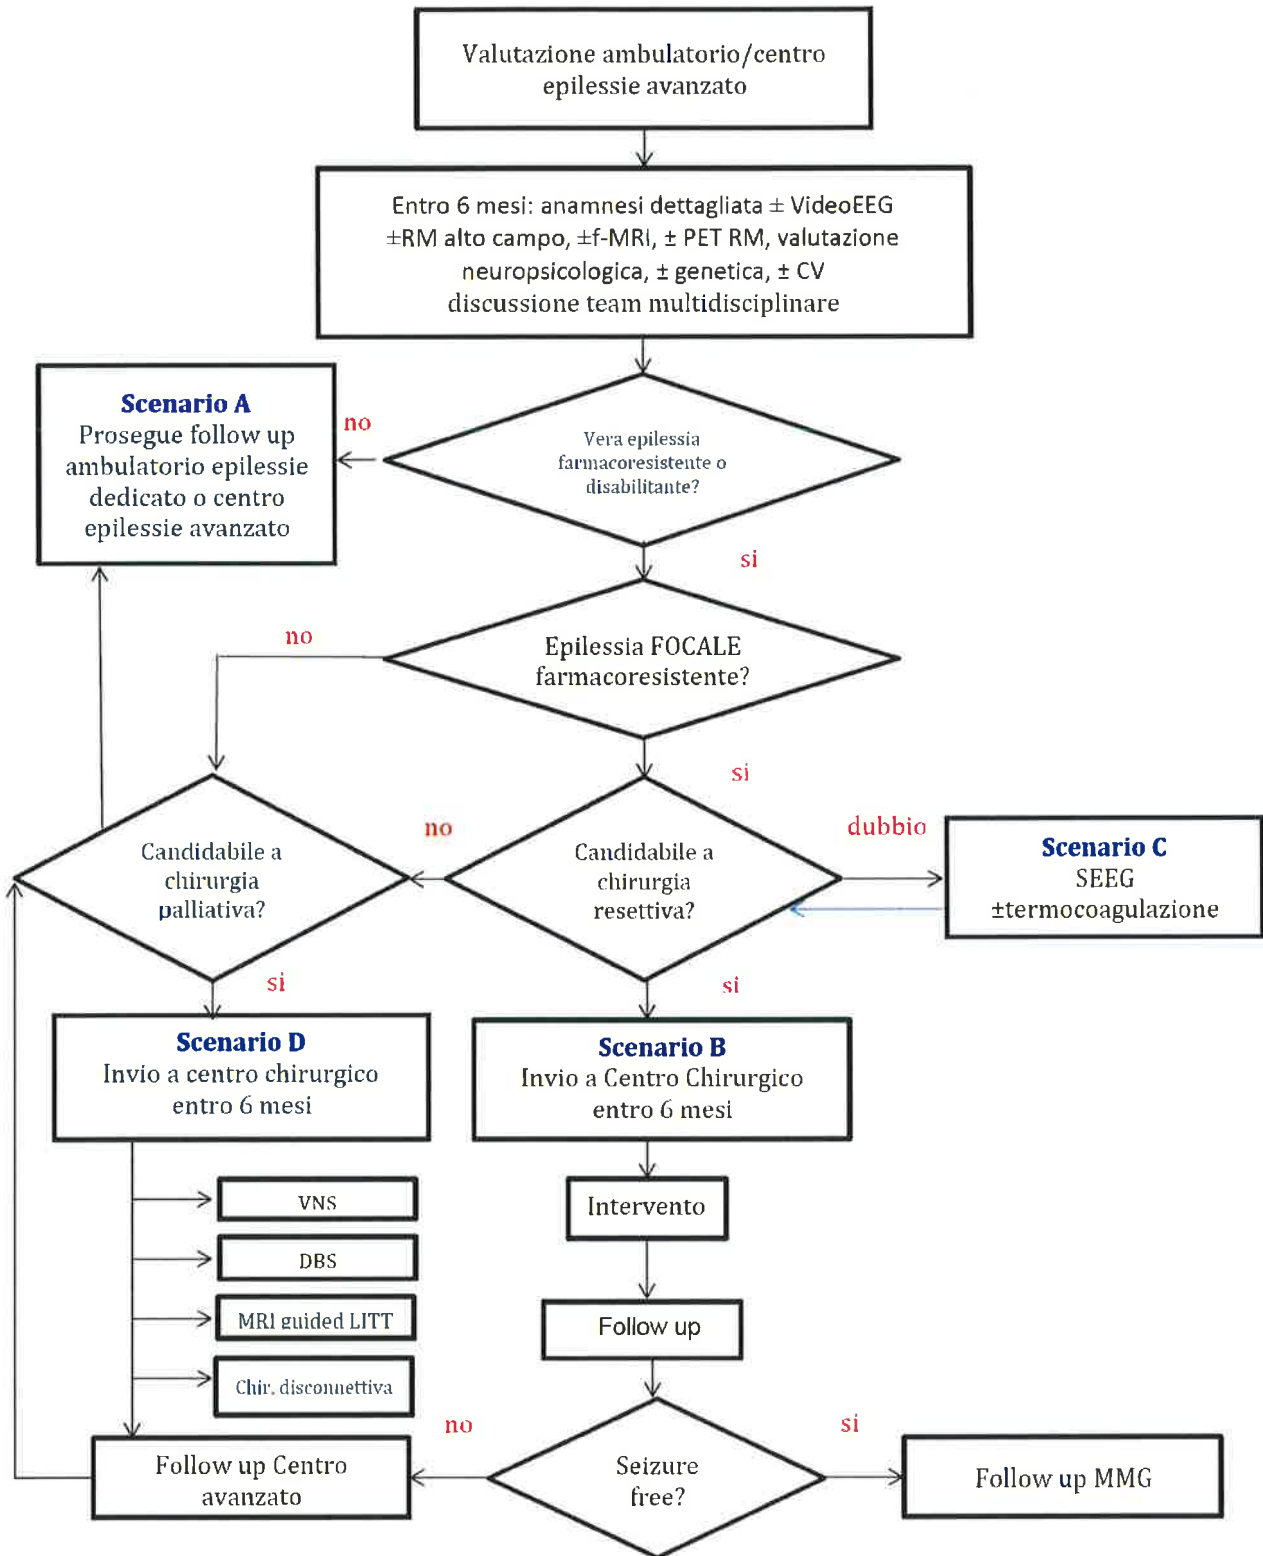 Valutazione ambulatorio/centro
epilessie avanzato
Entro 6 mesi: anamnesi dettagliata ± VideoEEG
±RM alto campo, ±f-MRI, ± PET RM, valutazione
neuropsicologica, ± genetica, ± CV
discussione team multidisciplinare
Scenario A
Prosegue follow up
ambulatorio epilessie
dedicato o centro
epilessie avanzato
no
Vera epilessia
farmacoresistente o
disabilitante?
si
no
Epilessia FOCALE
farmacoresistente?
si
Candidabile a
chirurgia
palliativa?
no
Candidabile a
chirurgia
resettiva?
dubbio
Scenario C
SEEG
±termocoagulazione
si
si
Scenario D
Invio a centro chirurgico
entro 6 mesi
Scenario B
Invio a Centro Chirurgico
entro 6 mesi
VNS
DBS
MRI guided LITT
Chir. disconnettiva
Intervento
Follow up
no
si
Follow up Centro
avanzato
Seizure
free?
Follow up MMG